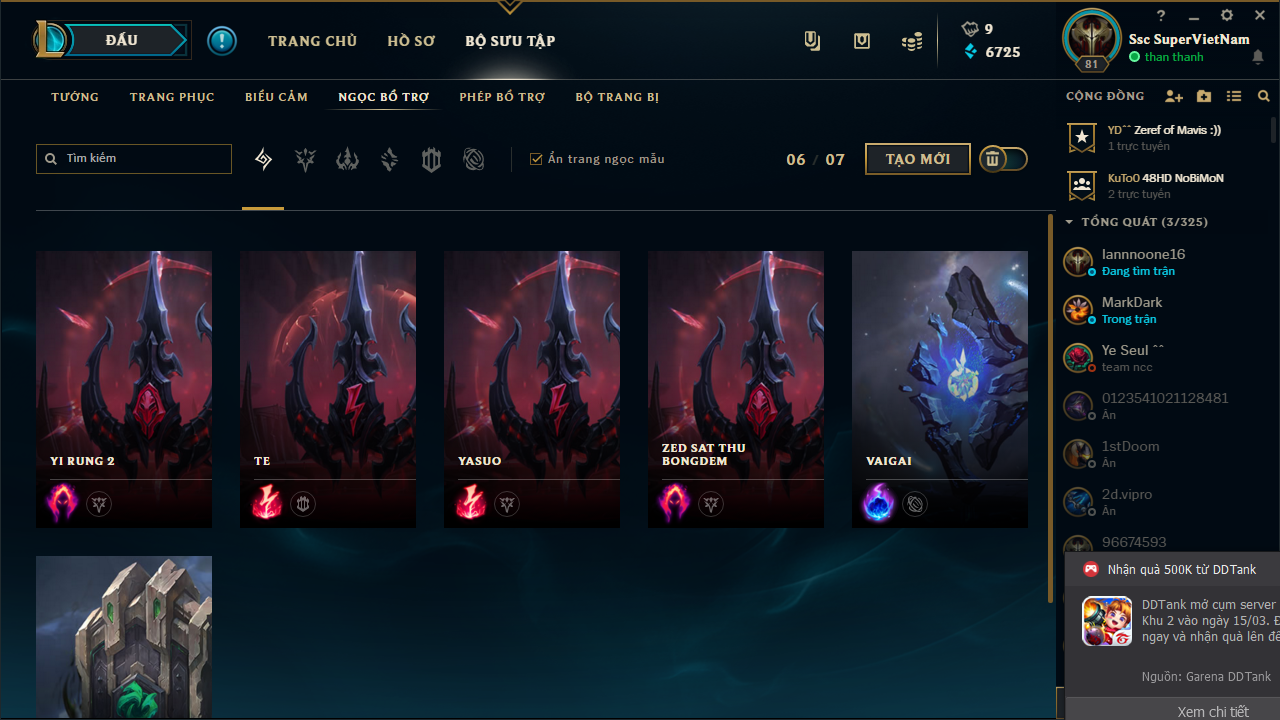 ĐẤU
TRANG CHỦ
HỒ SƠ
BỘ SƯU TẬP
9
6725
?
Ssc SuperVietNam
than thanh
81
TƯỚNG
TRANG PHỤC
BIỂU CẢM
NGỌC BỔ TRỢ
PHÉP BỔ TRỢ
BỘ TRANG BỊ
Tìm kiếm
Ẩn trang ngọc mẫu
06 / 07
TẠO MỚI
YI RUNG 2
TE
YASUO
ZED SAT THU
BONGDEM
VAIGAI
CỘNG ĐỒNG
YDˆˆ Zeref of Mavis :))
1 trực tuyến
KuTo0 48HD NoBiMoN
2 trực tuyến
TỔNG QUÁT (3/325)
lannnoone16
Đang tìm trận
MarkDark
Trong trận
Ye Seul ˆˆ
team ncc
0123541021128481
Ẩn
1stDoom
Ẩn
2d.vipro
Ẩn
96674593
Nhận quà 500K từ DDTank
DDTank mở cụm server
Khu 2 vào ngày 15/03. Đ
ngay và nhận quà lên đế
Nguồn: Garena DDTank
Xem chi tiết